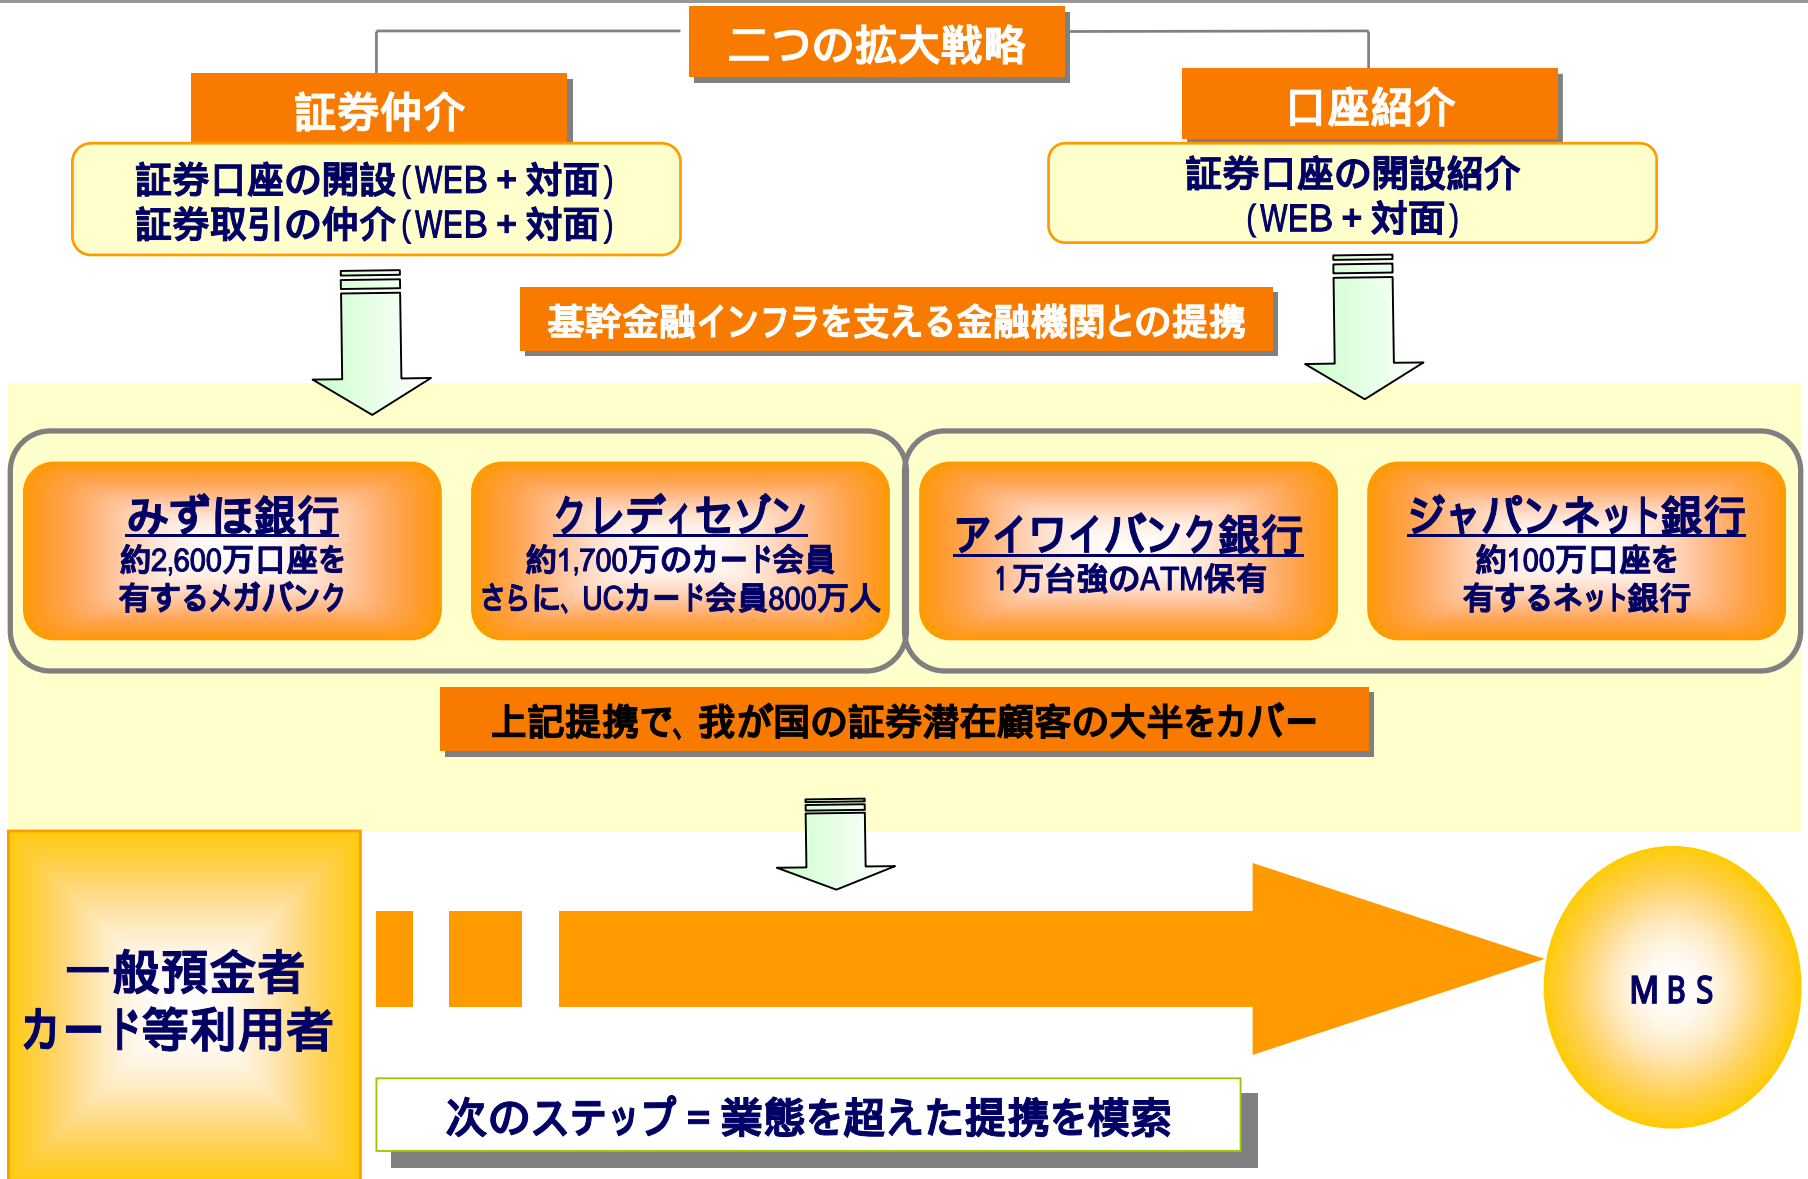 二つの拡大戦略
証券仲介
証券口座の開設(WEB+対面)
証券取引の仲介(WEB+対面)
口座紹介
証券口座の開設紹介
(WEB+対面)
基幹金融インフラを支える金融機関との提携
みずほ銀行
約2,600万口座を
有するメガバンク
クレディセゾン
約1,700万のカード会員
さらに、UCカード会員800万人
アイワイバンク銀行
1万台強のATM保有
ジャパンネット銀行
約100万口座を
有するネット銀行
上記提携で、我が国の証券潜在顧客の大半をカバー
一般預金者
カード等利用者
MBS
次のステップ=業態を超えた提携を模索